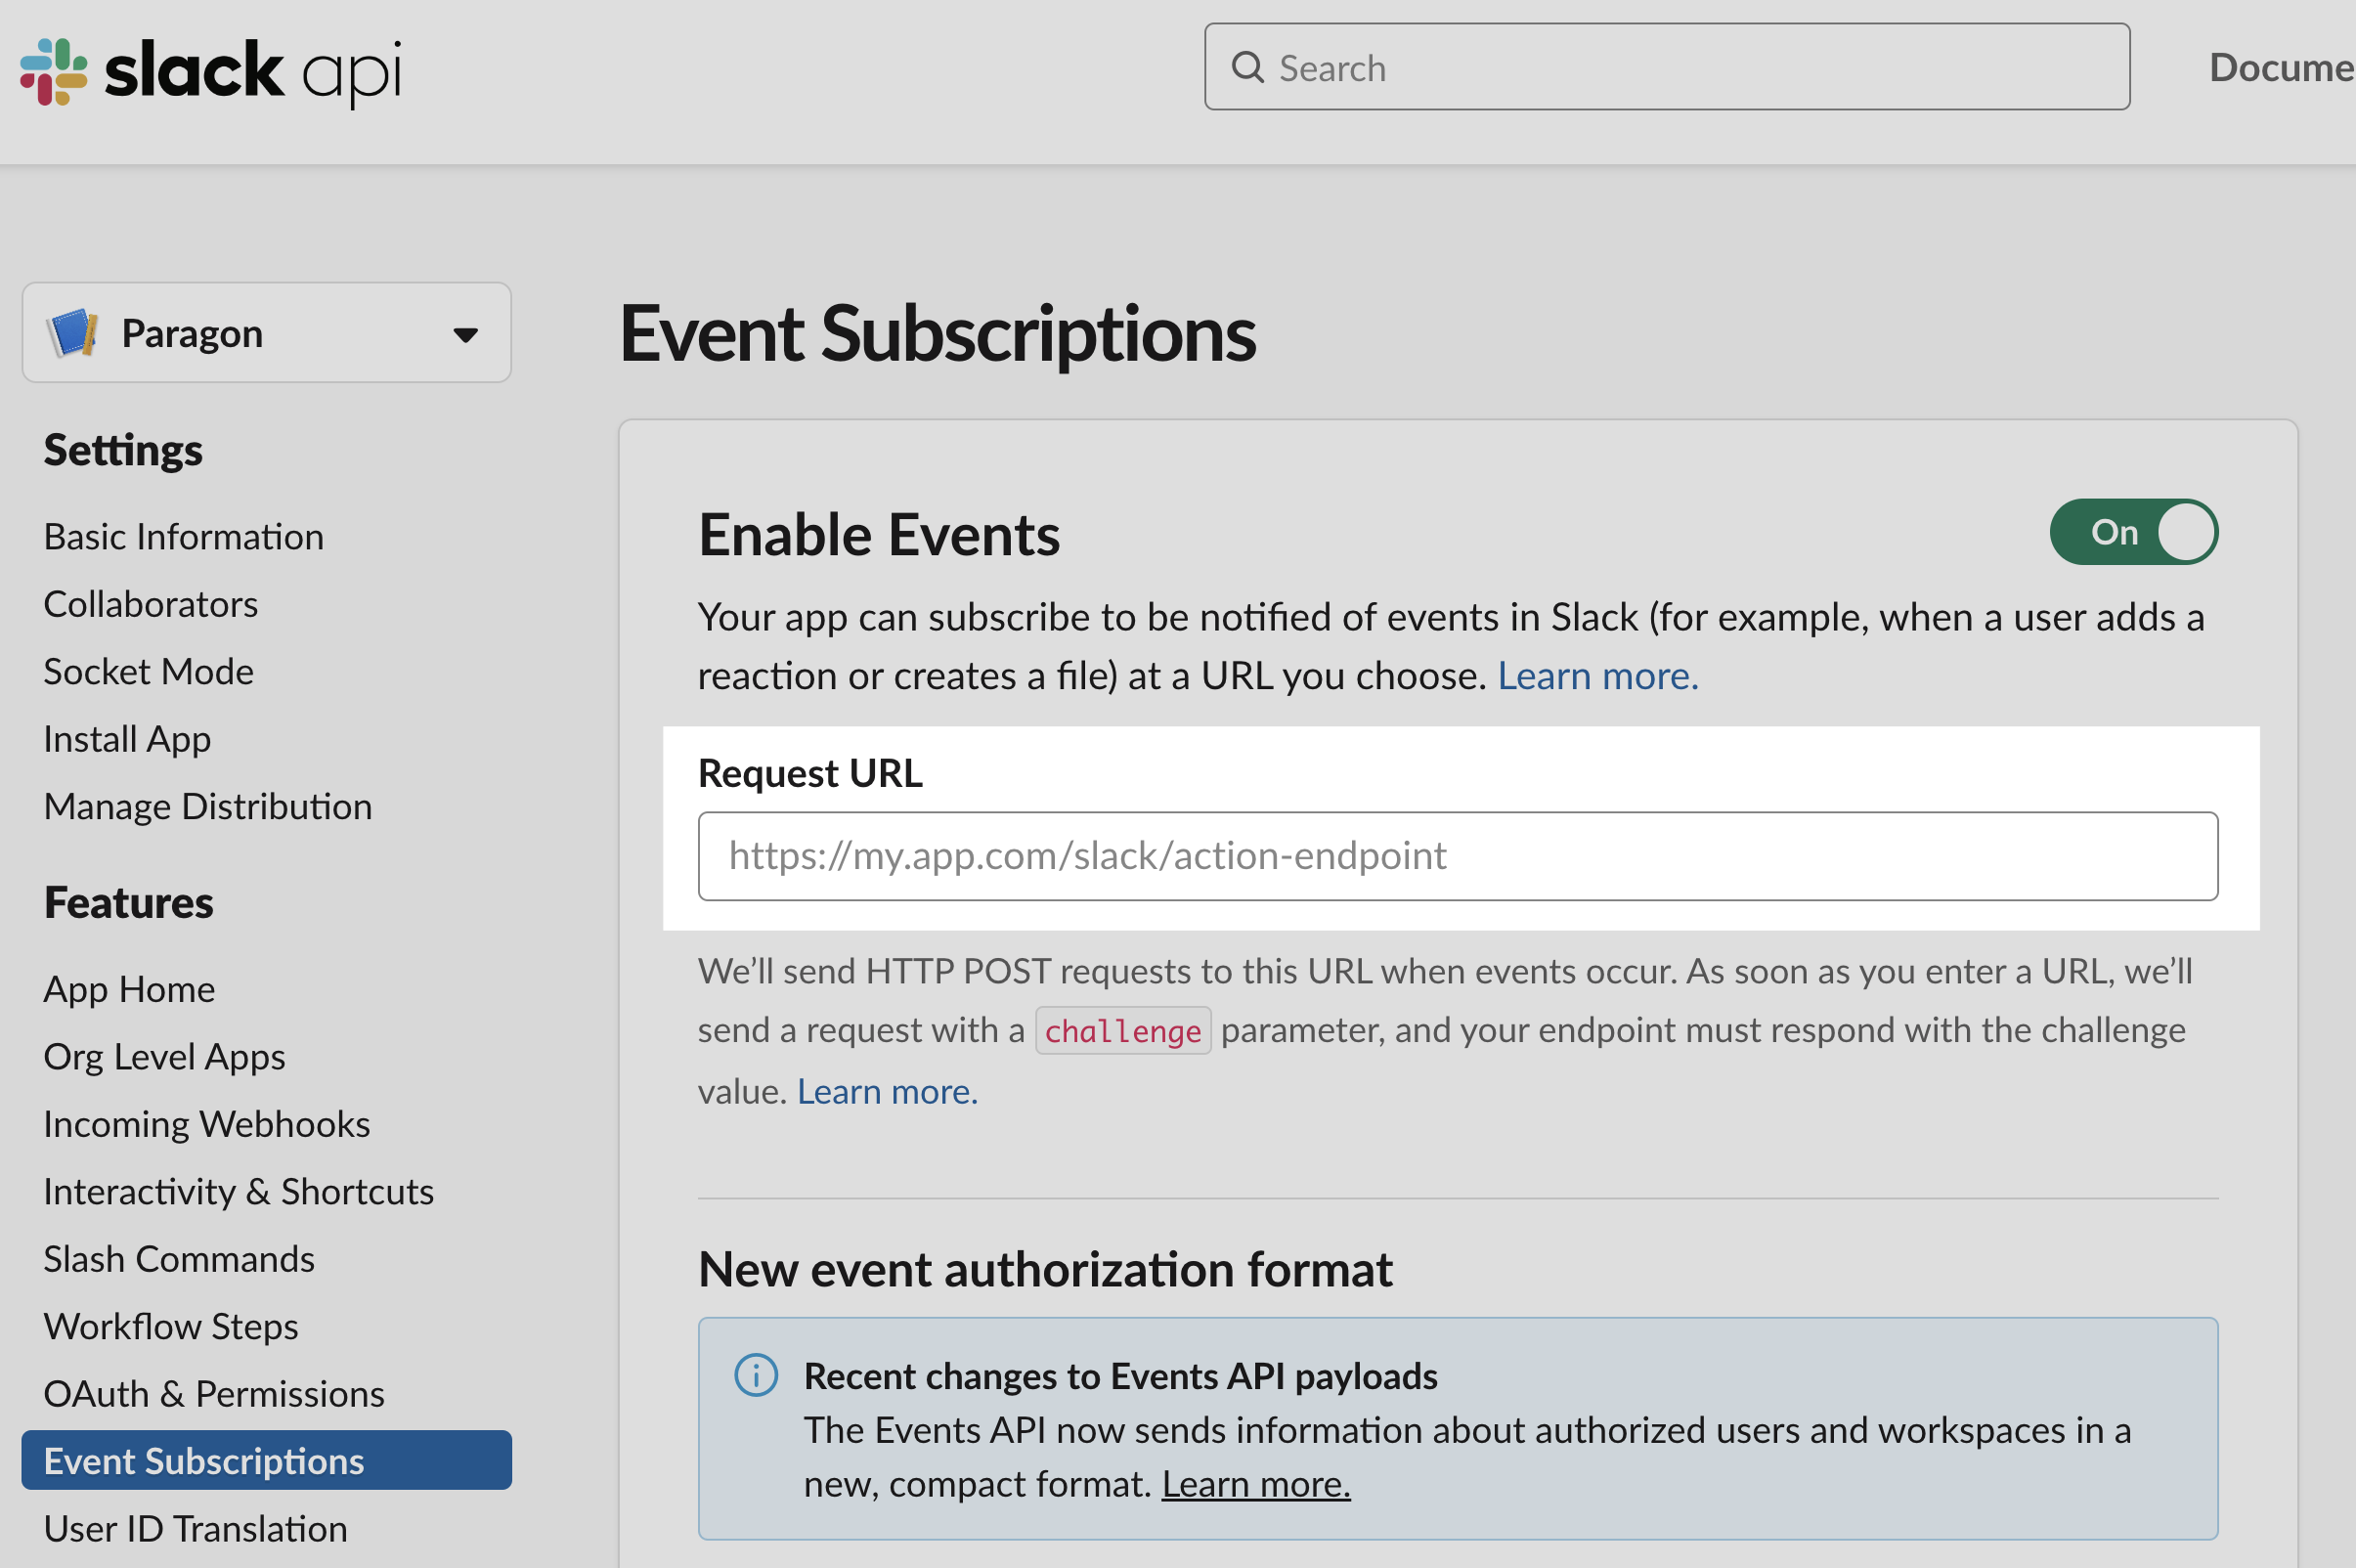 slack api
Search
Docume
Paragon
Settings
Basic Information
Collaborators
Socket Mode
Install App
Manage Distribution
Features
App Home
Org Level Apps
Incoming Webhooks
Interactivity & Shortcuts
Slash Commands
Workflow Steps
OAuth & Permissions
Event Subscriptions
User ID Translation
Event Subscriptions
Enable Events
On
Your app can subscribe to be notified of events in Slack (for example, when a user adds a
reaction or creates a file) at a URL you choose. Learn more.
Request URL
https://my.app.com/slack/action-endpoint
We’ll send HTTP POST requests to this URL when events occur. As soon as you enter a URL, we’ll
send a request with a challenge parameter, and your endpoint must respond with the challenge
value. Learn more.
New event authorization format
Recent changes to Events API payloads
The Events API now sends information about authorized users and workspaces in a
new, compact format. Learn more.